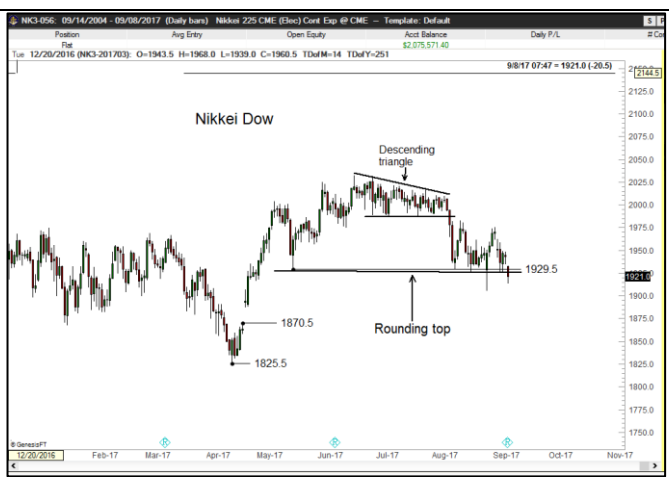 NK3-056: 09/14/2004 - 09/08/2017 (Daily bars) Nikkei 225 CME (Elec) Cont Exp @ CME – Template: Default
Position Avg Entry Open Equity Acct Balance Daily P/L # Co
Flat $2,075,571.40
Tue 12/20/2016 (NK3-201703): O=1943.5 H=1968.0 L=1939.0 C=1960.5 TDofM=14 TDofY=251
9/8/17 07:47 = 1921.0 (-20.5)
2144.5
2125.0
2100.0
Nikkei Dow
2075.0
Descending
triangle
2050.0
2025.0
2000.0
1975.0
1950.0
1929.5
1921.0
1900.0
Rounding top
1870.5
1875.0
1850.0
1825.5
1825.0
1800.0
1775.0
1750.0
© GenesisFT
R R R
12/20/2016 Feb-17 Mar-17 Apr-17 May-17 Jun-17 Jul-17 Aug-17 Sep-17 Oct-17 Nov-17